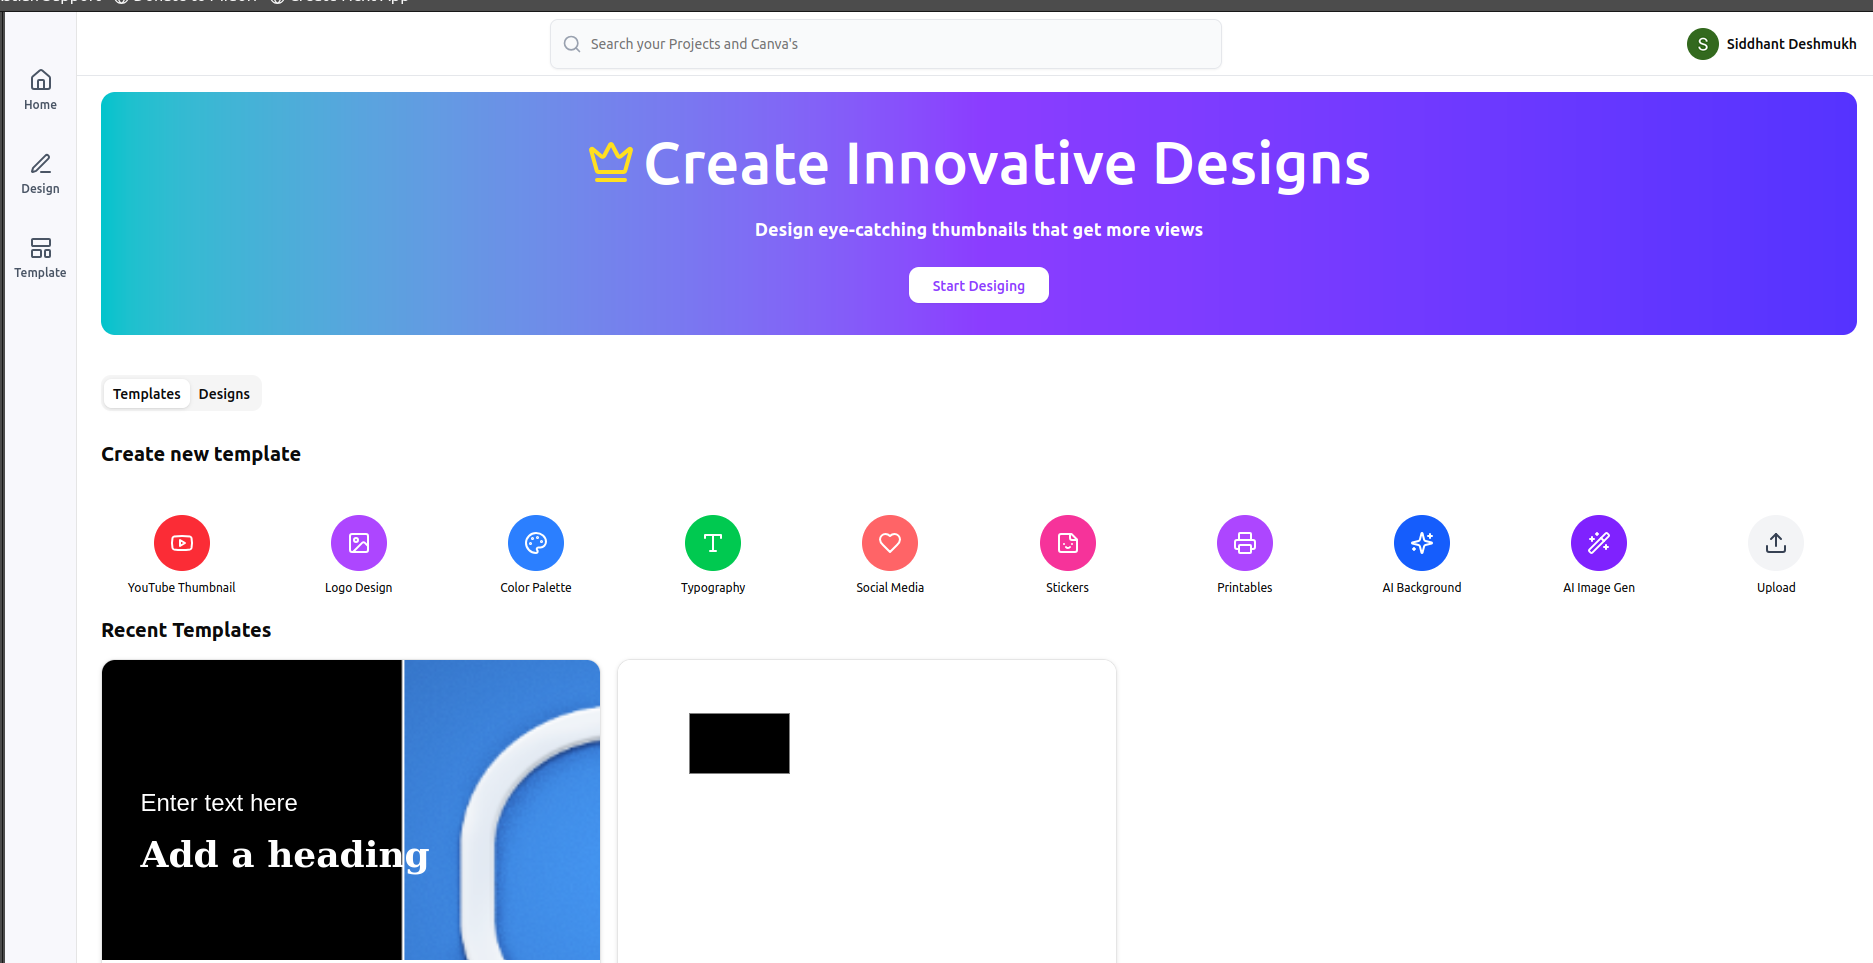 Search your Projects and Canva's
S
Siddhant Deshmukh
Home
Design
Template
Create Innovative Designs
Design eye-catching thumbnails that get more views
Start Desiging
Templates
Designs
Create new template
YouTube Thumbnail
Logo Design
Color Palette
Typography
Social Media
Stickers
Printables
AI Background
AI Image Gen
Upload
Recent Templates
Enter text here
Add a heading